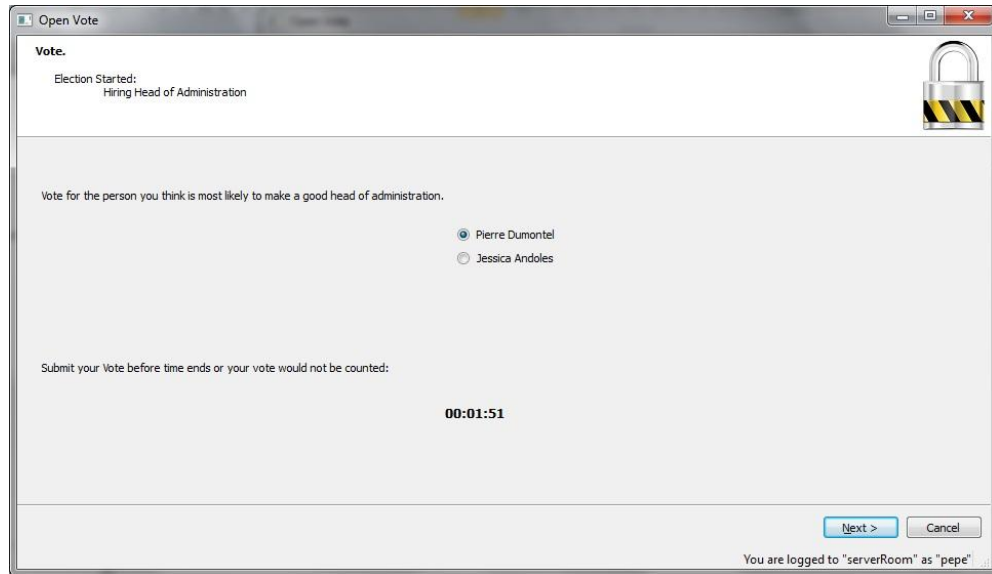 Open Vote
Vote.
Election Started:
Hiring Head of Administration
Vote for the person you think is most likely to make a good head of administration.
Pierre Dumontel
Jessica Andoles
Submit your Vote before time ends or your vote would not be counted:
00:01:51
Next >
Cancel
You are logged to "serverRoom" as "pepe"